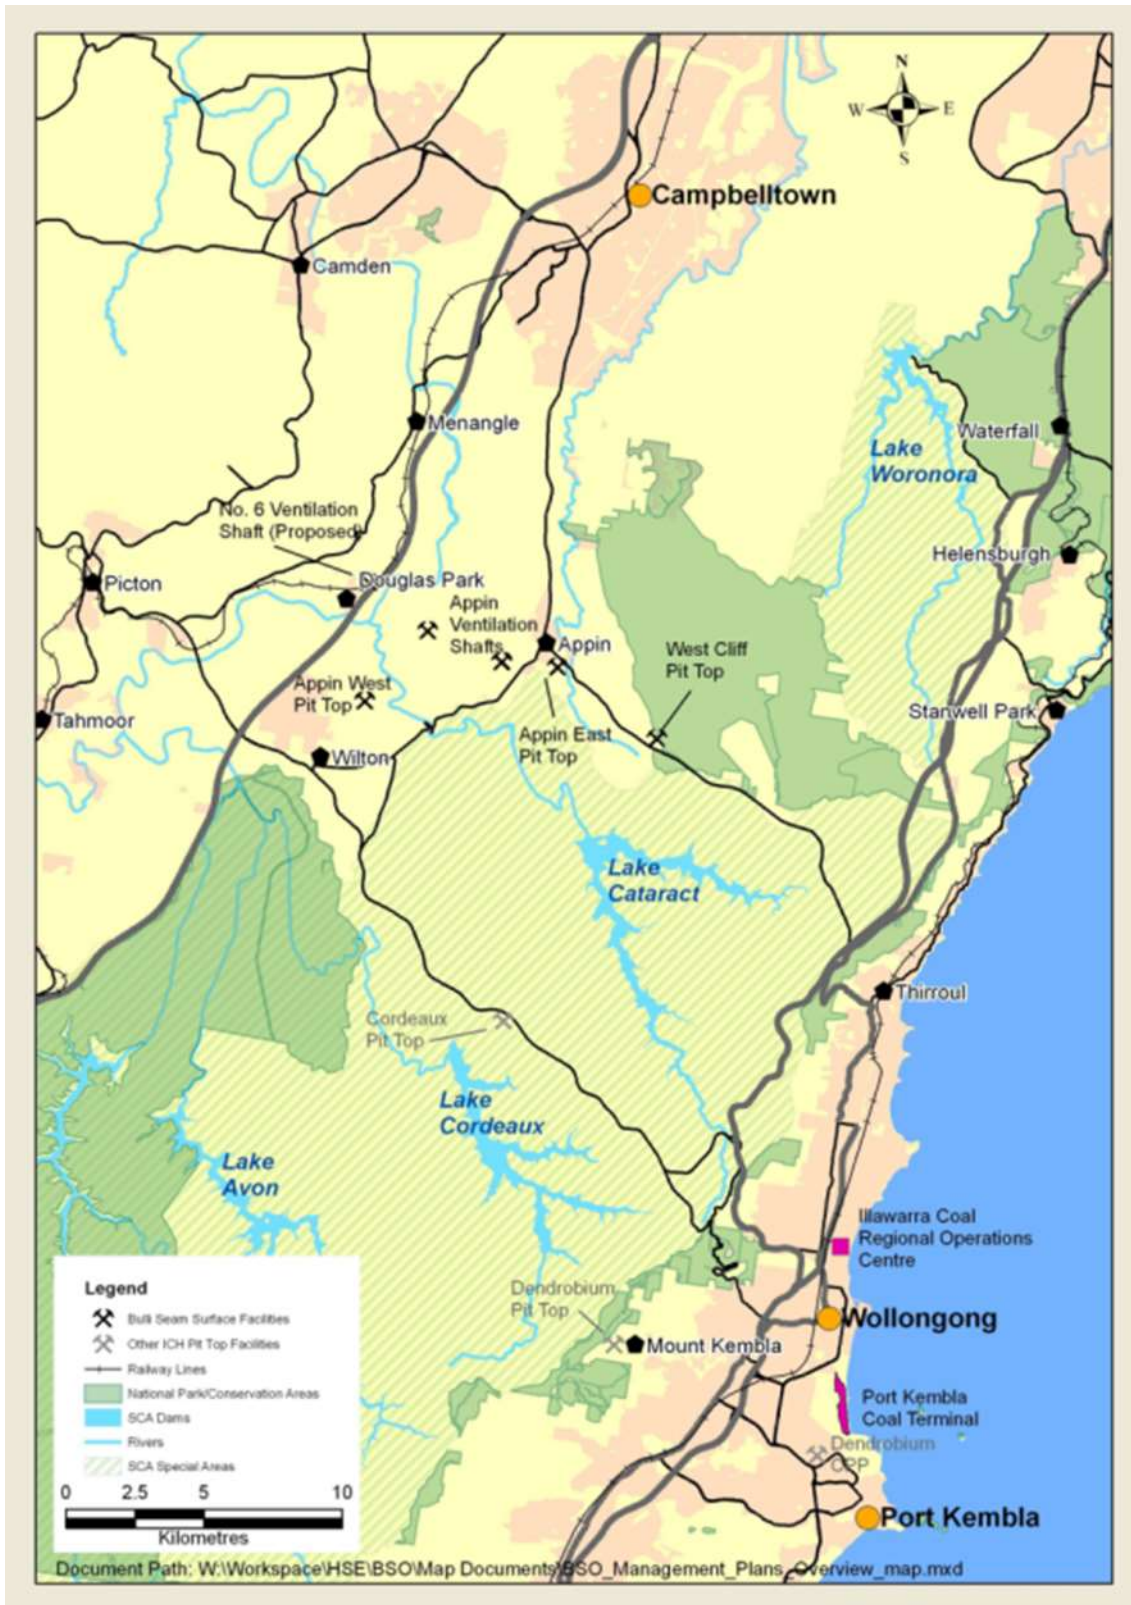 N
W E
S
Campbelltown
Camden
Menangle
Waterfall
Lake
Woronora
No. 6 Ventilation
Shaft (Proposed)
Helensburgh
Picton
Douglas Park
Appin
Ventilation
Shafts
Appin
West Cliff
Pit Top
Appin West
Pit Top
Stanwell Park
Tahmoor
Appin East
Pit Top
Wilton
Lake
Cataract
Thirroul
Cordeaux
Pit Top
Lake
Cordeaux
Lake
Avon
Illawarra Coal
Regional Operations
Centre
Dendrobium
Pit Top
Wollongong
Mount Kembla
Port Kembla
Coal Terminal
Dendrobium
CPP
Port Kembla
Legend
Bulli Seam Surface Facilities
Other ICH Pit Top Facilities
Railway Lines
National Park/Conservation Areas
SCA Dams
Rivers
SCA Special Areas
0 2.5 5 10
Kilometres
Document Path: W:\Workspace\HSE\BSO\Map Documents\BSO_Management_Plans_Overview_map.mxd